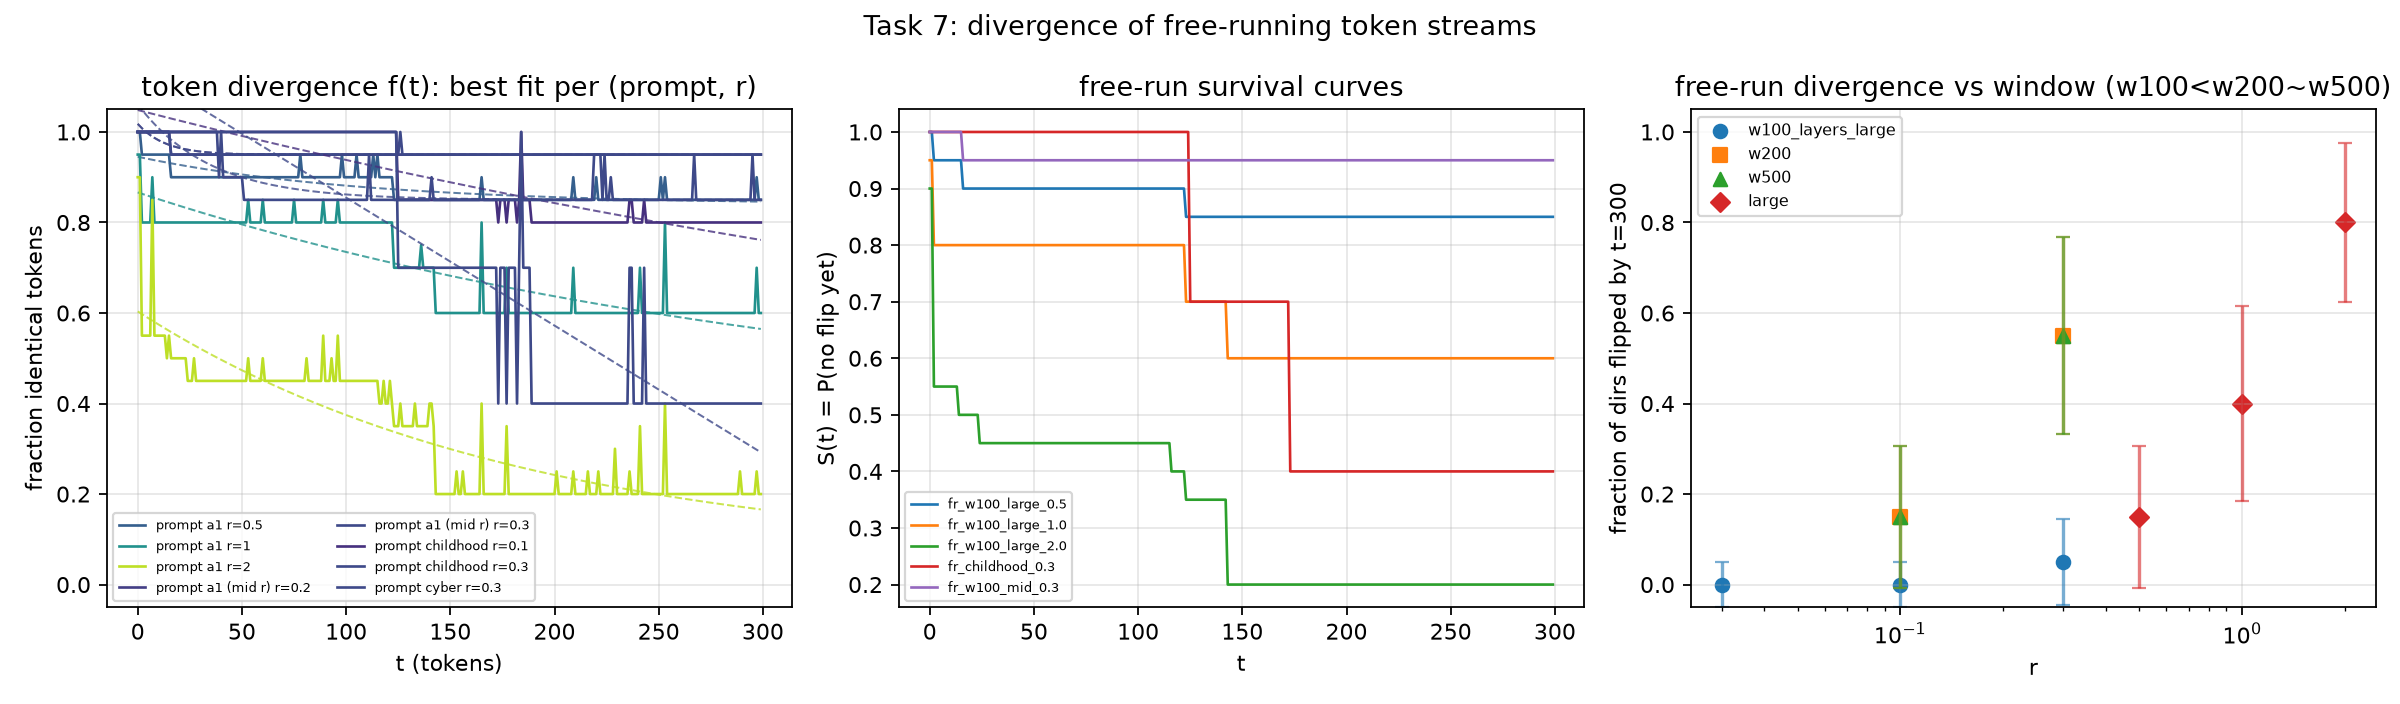 Task 7: divergence of free-running token streams
token divergence f(t): best fit per (prompt, r)
fraction identical tokens
1.0
0.8
0.6
0.4
0.2
0.0
prompt a1 r=0.5
prompt a1 r=1
prompt a1 r=2
prompt a1 (mid r) r=0.2
prompt a1 (mid r) r=0.3
prompt childhood r=0.1
prompt childhood r=0.3
prompt cyber r=0.3
0 50 100 150 200 250 300
t (tokens)
free-run survival curves
S(t) = P(no flip yet)
1.0
0.9
0.8
0.7
0.6
0.5
0.4
0.3
0.2
fr_w100_large_0.5
fr_w100_large_1.0
fr_w100_large_2.0
fr_childhood_0.3
fr_w100_mid_0.3
0 50 100 150 200 250 300
t
free-run divergence vs window (w100<w200~w500)
fraction of dirs flipped by t=300
1.0
0.8
0.6
0.4
0.2
0.0
w100_layers_large
w200
w500
large
10⁻¹ 10⁰
r